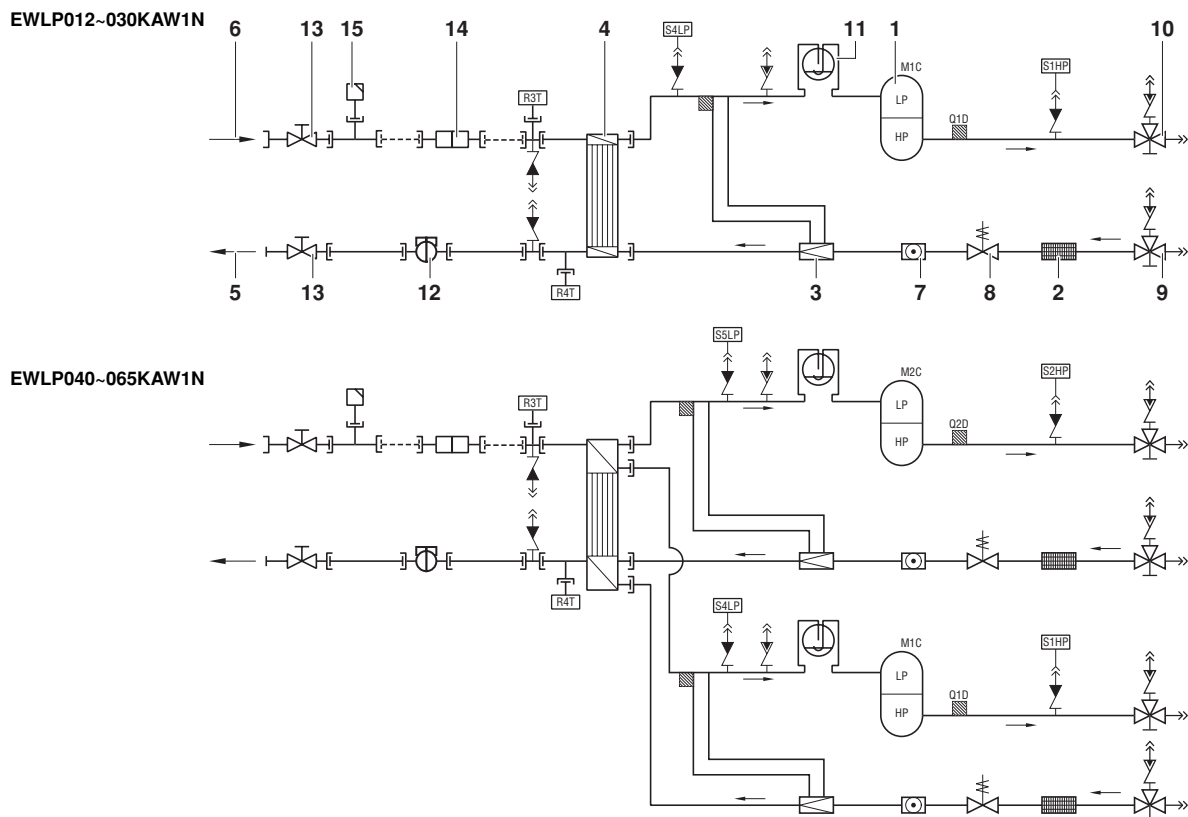 EWLP012~030KAW1N
6 13 15 14 4 S4LP 11 1 10
M1C
S1HP
R3T
LP
Q1D
HP
R4T
5 13 12 3 7 8 2 9
S5LP
EWLP040~065KAW1N
M2C
S2HP
R3T
LP
Q2D
HP
R4T
S4LP
M1C
S1HP
LP
Q1D
HP